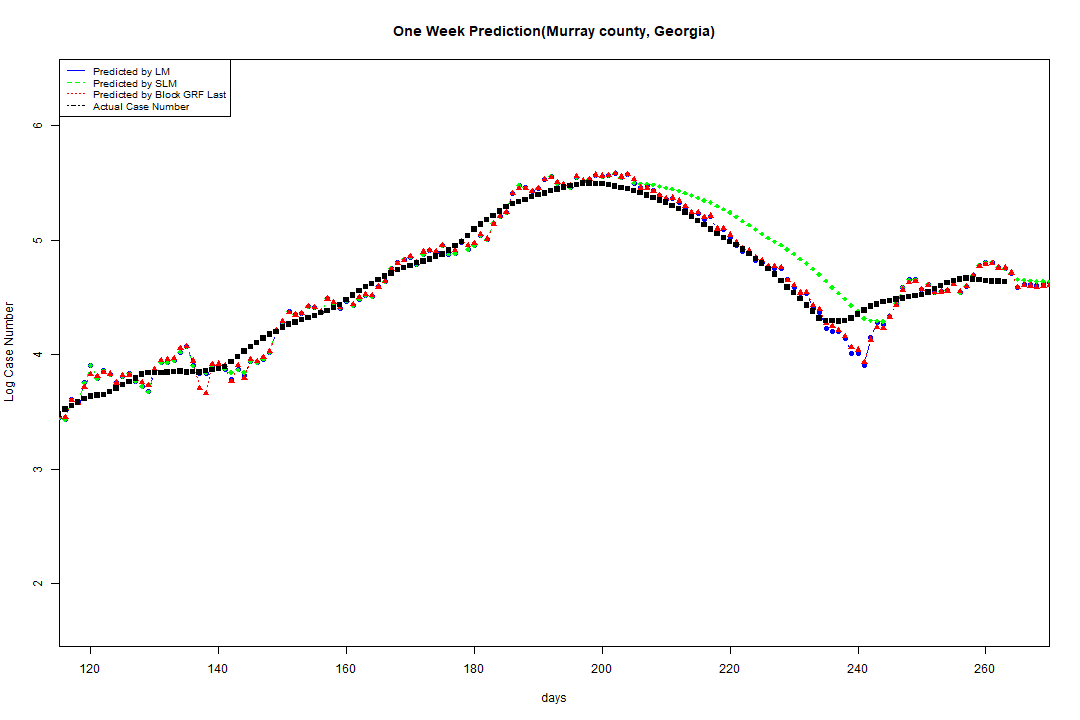 One Week Prediction(Murray county, Georgia)
Predicted by LM
Predicted by SLM
Predicted by Block GRF Last
Actual Case Number
6
5
4
3
2
Log Case Number
120 140 160 180 200 220 240 260
days